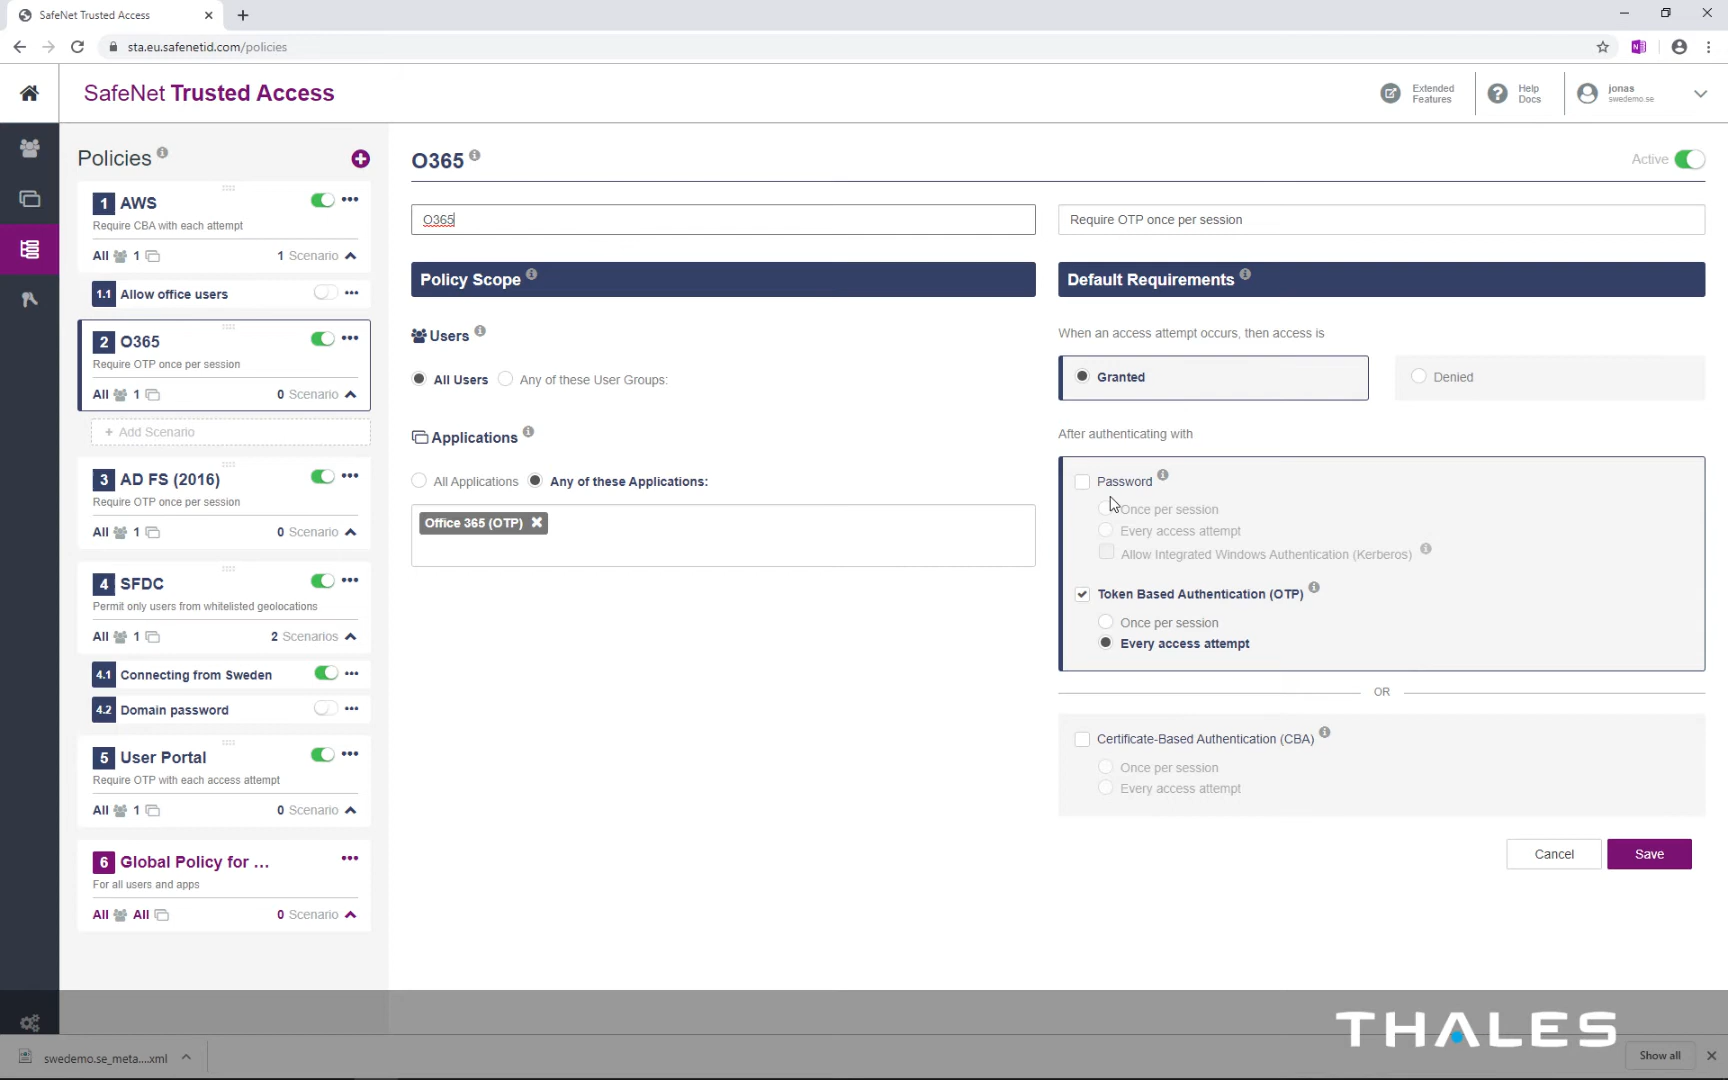 SafeNet Trusted Access
sta.eu.safenetid.com/policies
SafeNet Trusted Access
Extended
Features
Help
Docs
jonas
swedemo.se
Policies
1 AWS
Require CBA with each attempt
All 1 1 Scenario
1.1 Allow office users
2 O365
Require OTP once per session
All 1 0 Scenario
+ Add Scenario
3 AD FS (2016)
Require OTP once per session
All 1 0 Scenario
4 SFDC
Permit only users from whitelisted geolocations
All 1 2 Scenarios
4.1 Connecting from Sweden
4.2 Domain password
5 User Portal
Require OTP with each access attempt
All 1 0 Scenario
6 Global Policy for ...
For all users and apps
All All 0 Scenario
O365
Active
O365
Require OTP once per session
Policy Scope
Users
All Users Any of these User Groups:
Applications
All Applications Any of these Applications:
Office 365 (OTP)
Default Requirements
When an access attempt occurs, then access is
Granted Denied
After authenticating with
Password
Once per session
Every access attempt
Allow Integrated Windows Authentication (Kerberos)
Token Based Authentication (OTP)
Once per session
Every access attempt
OR
Certificate-Based Authentication (CBA)
Once per session
Every access attempt
Cancel Save
THALES
swedemo.se_meta....xml
Show all